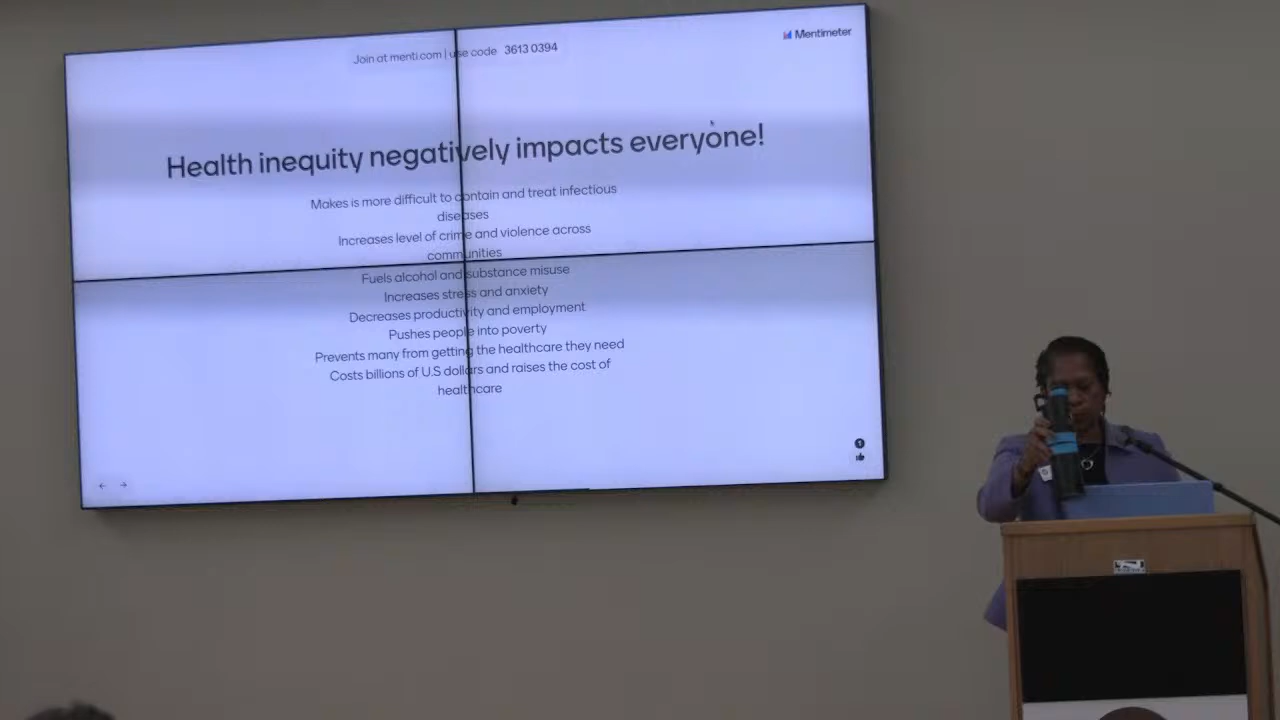 Join at menti.com | use code 3613 0394
Mentimeter
Health inequity negatively impacts everyone!
Makes is more difficult to contain and treat infectious
diseases
Increases level of crime and violence across
communities
Fuels alcohol and substance misuse
Increases stress and anxiety
Decreases productivity and employment
Pushes people into poverty
Prevents many from getting the healthcare they need
Costs billions of U.S dollars and raises the cost of
healthcare
1